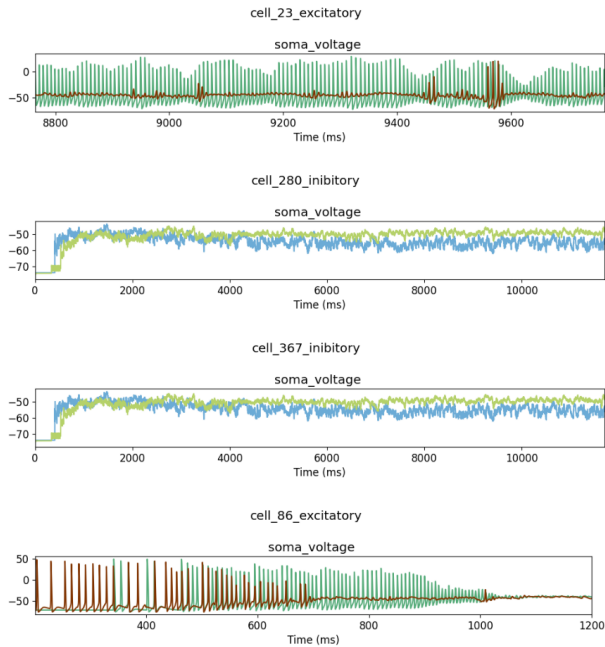 cell_23_excitatory
soma_voltage
0
−50
8800 9000 9200 9400 9600
Time (ms)
cell_280_inibitory
soma_voltage
−50
−60
−70
0 2000 4000 6000 8000 10000
Time (ms)
cell_367_inibitory
soma_voltage
−50
−60
−70
0 2000 4000 6000 8000 10000
Time (ms)
cell_86_excitatory
soma_voltage
50
0
−50
400 600 800 1000 1200
Time (ms)